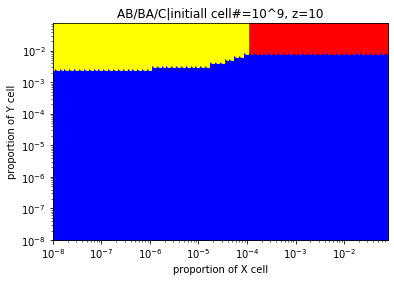 AB/BA/C|initiall cell#=10^9, z=10
proportion of Y cell
10⁻²
10⁻³
10⁻⁴
10⁻⁵
10⁻⁶
10⁻⁷
10⁻⁸
10⁻⁸ 10⁻⁷ 10⁻⁶ 10⁻⁵ 10⁻⁴ 10⁻³ 10⁻²
proportion of X cell